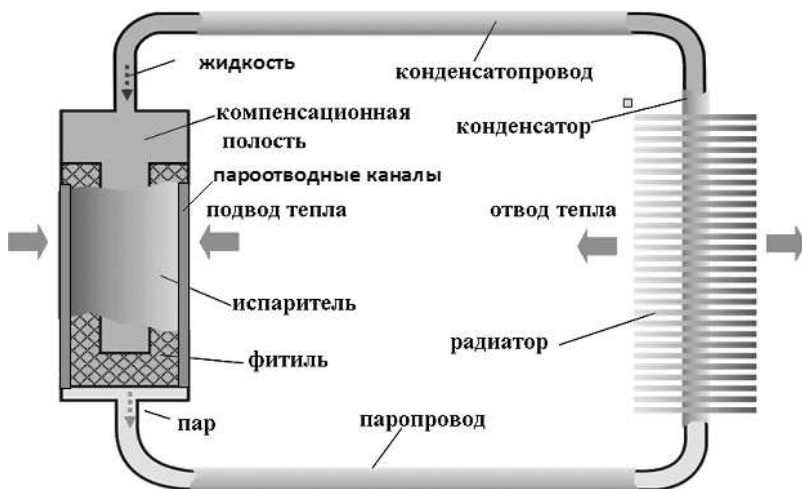 жидкость
конденсатопровод
компенсационная
полость
конденсатор
пароотводные каналы
подвод тепла
отвод тепла
испаритель
радиатор
фитиль
пар
паропровод